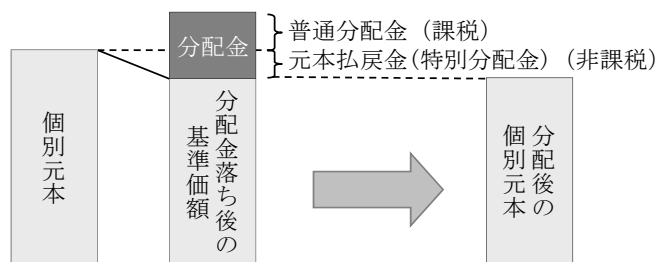 分配金
普通分配金（課税）
元本払戻金(特別分配金)（非課税）
個別元本
分配金落ち後の
基準価額
分配後の
個別元本